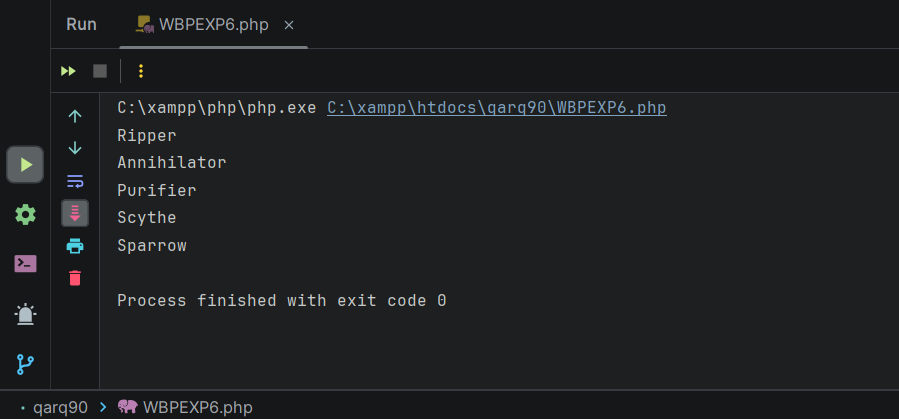 Run WBPEXP6.php
C:\xampp\php\php.exe C:\xampp\htdocs\qarq90\WBPEXP6.php
Ripper
Annihilator
Purifier
Scythe
Sparrow
Process finished with exit code 0
qarq90 WBPEXP6.php